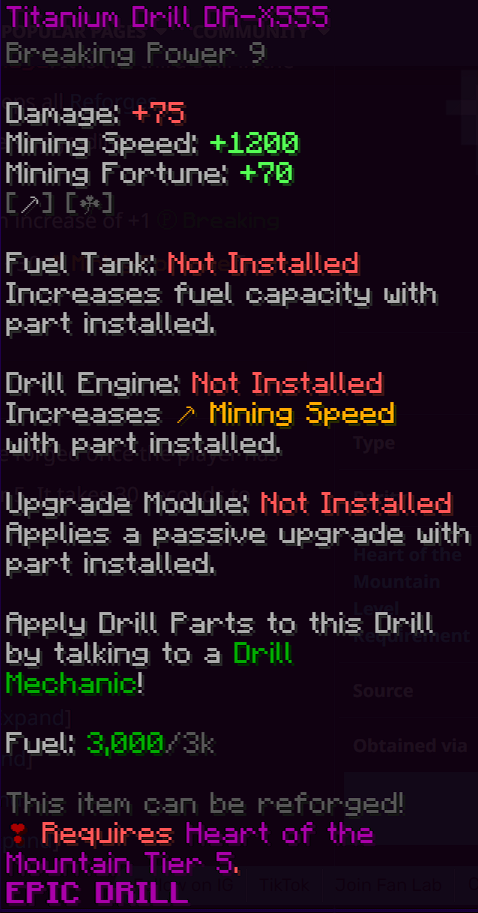 Titanium Drill DR-X555
Breaking Power 9
Damage: +75
Mining Speed: +1200
Mining Fortune: +70
Fuel Tank: Not Installed
Increases fuel capacity with
part installed.
Drill Engine: Not Installed
Increases Mining Speed
with part installed.
Upgrade Module: Not Installed
Applies a passive upgrade with
part installed.
Apply Drill Parts to this Drill
by talking to a Drill
Mechanic!
Fuel: 3,000/3k
This item can be reforged!
Requires Heart of the
Mountain Tier 5.
EPIC DRILL